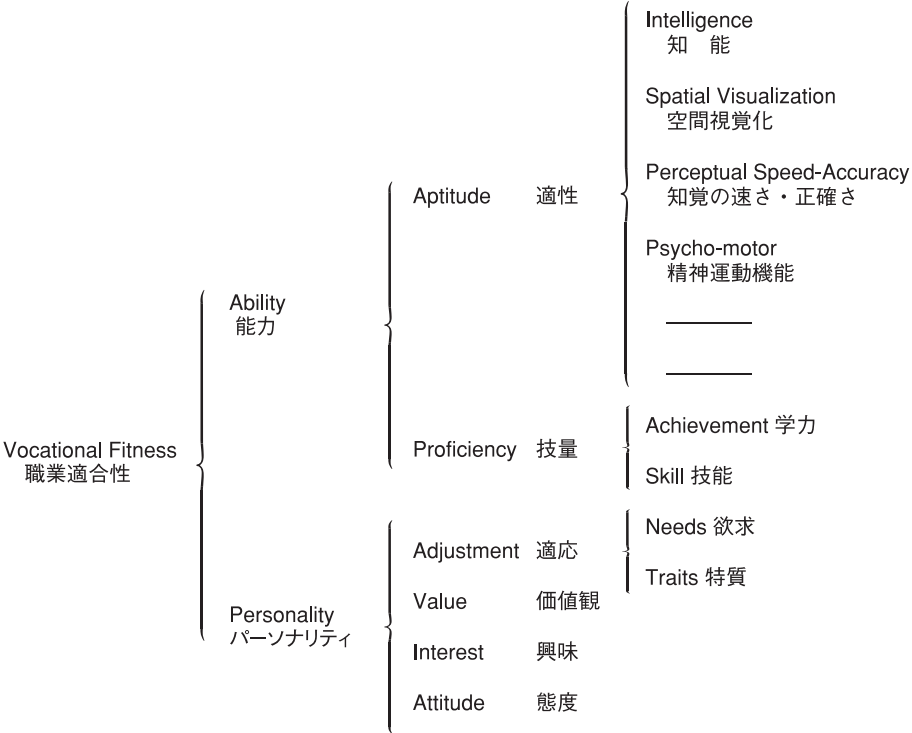 Vocational Fitness
職業適合性
Ability
能力
Aptitude 適性
Intelligence
知 能
Spatial Visualization
空間視覚化
Perceptual Speed-Accuracy
知覚の速さ・正確さ
Psycho-motor
精神運動機能
Proficiency 技量
Achievement 学力
Skill 技能
Personality
パーソナリティ
Adjustment 適応
Needs 欲求
Traits 特質
Value 価値観
Interest 興味
Attitude 態度